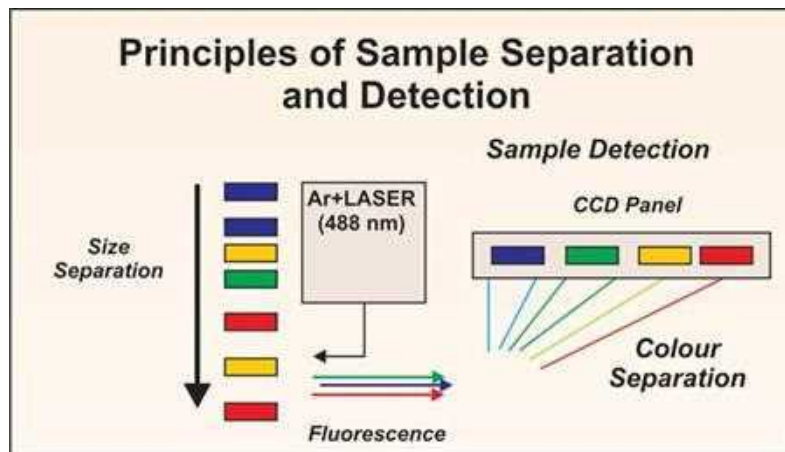 Principles of Sample Separation
and Detection
Sample Detection
Ar+LASER
(488 nm)
CCD Panel
Size
Separation
Colour
Separation
Fluorescence